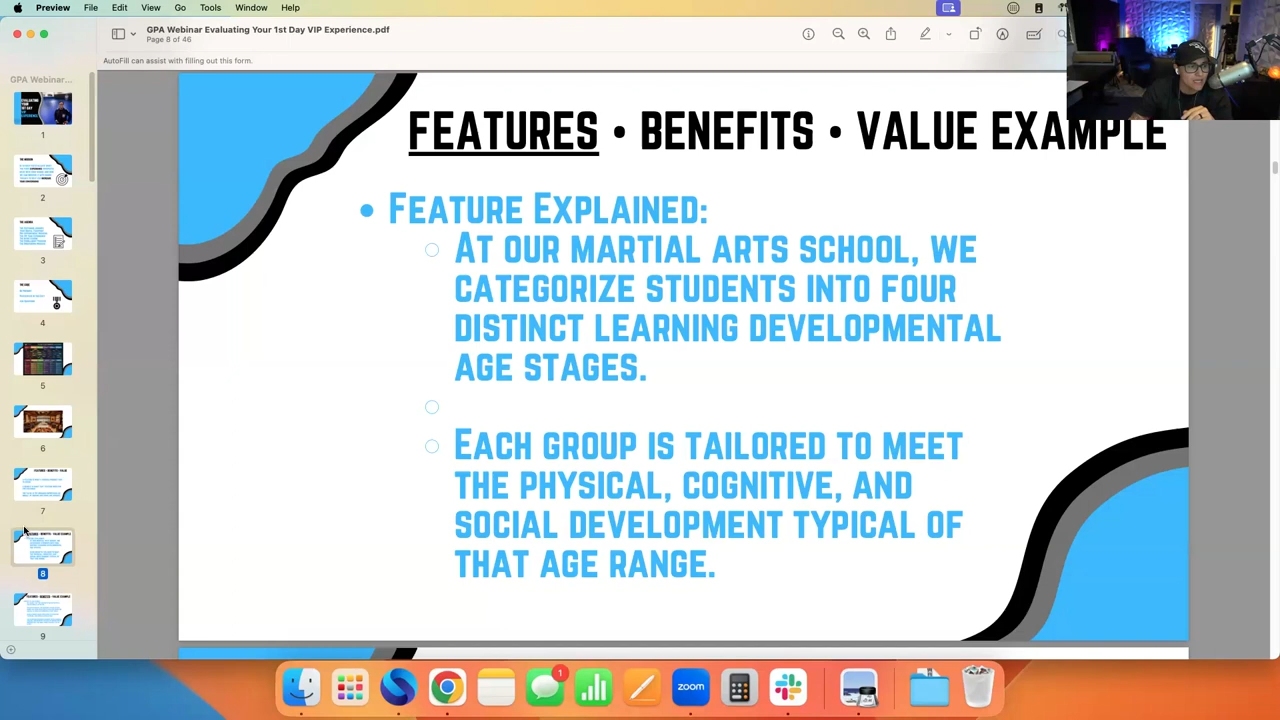 Preview File Edit View Go Tools Window Help
GPA Webinar Evaluating Your 1st Day VIP Experience.pdf
Page 8 of 46
AutoFill can assist with filling out this form.
GPA Webinar...
1
2
3
4
5
6
7
8
9
FEATURES • BENEFITS • VALUE EXAMPLE
• FEATURE EXPLAINED:
AT OUR MARTIAL ARTS SCHOOL, WE
CATEGORIZE STUDENTS INTO FOUR
DISTINCT LEARNING DEVELOPMENTAL
AGE STAGES.
EACH GROUP IS TAILORED TO MEET
THE PHYSICAL, COGNITIVE, AND
SOCIAL DEVELOPMENT TYPICAL OF
THAT AGE RANGE.
1
zoom